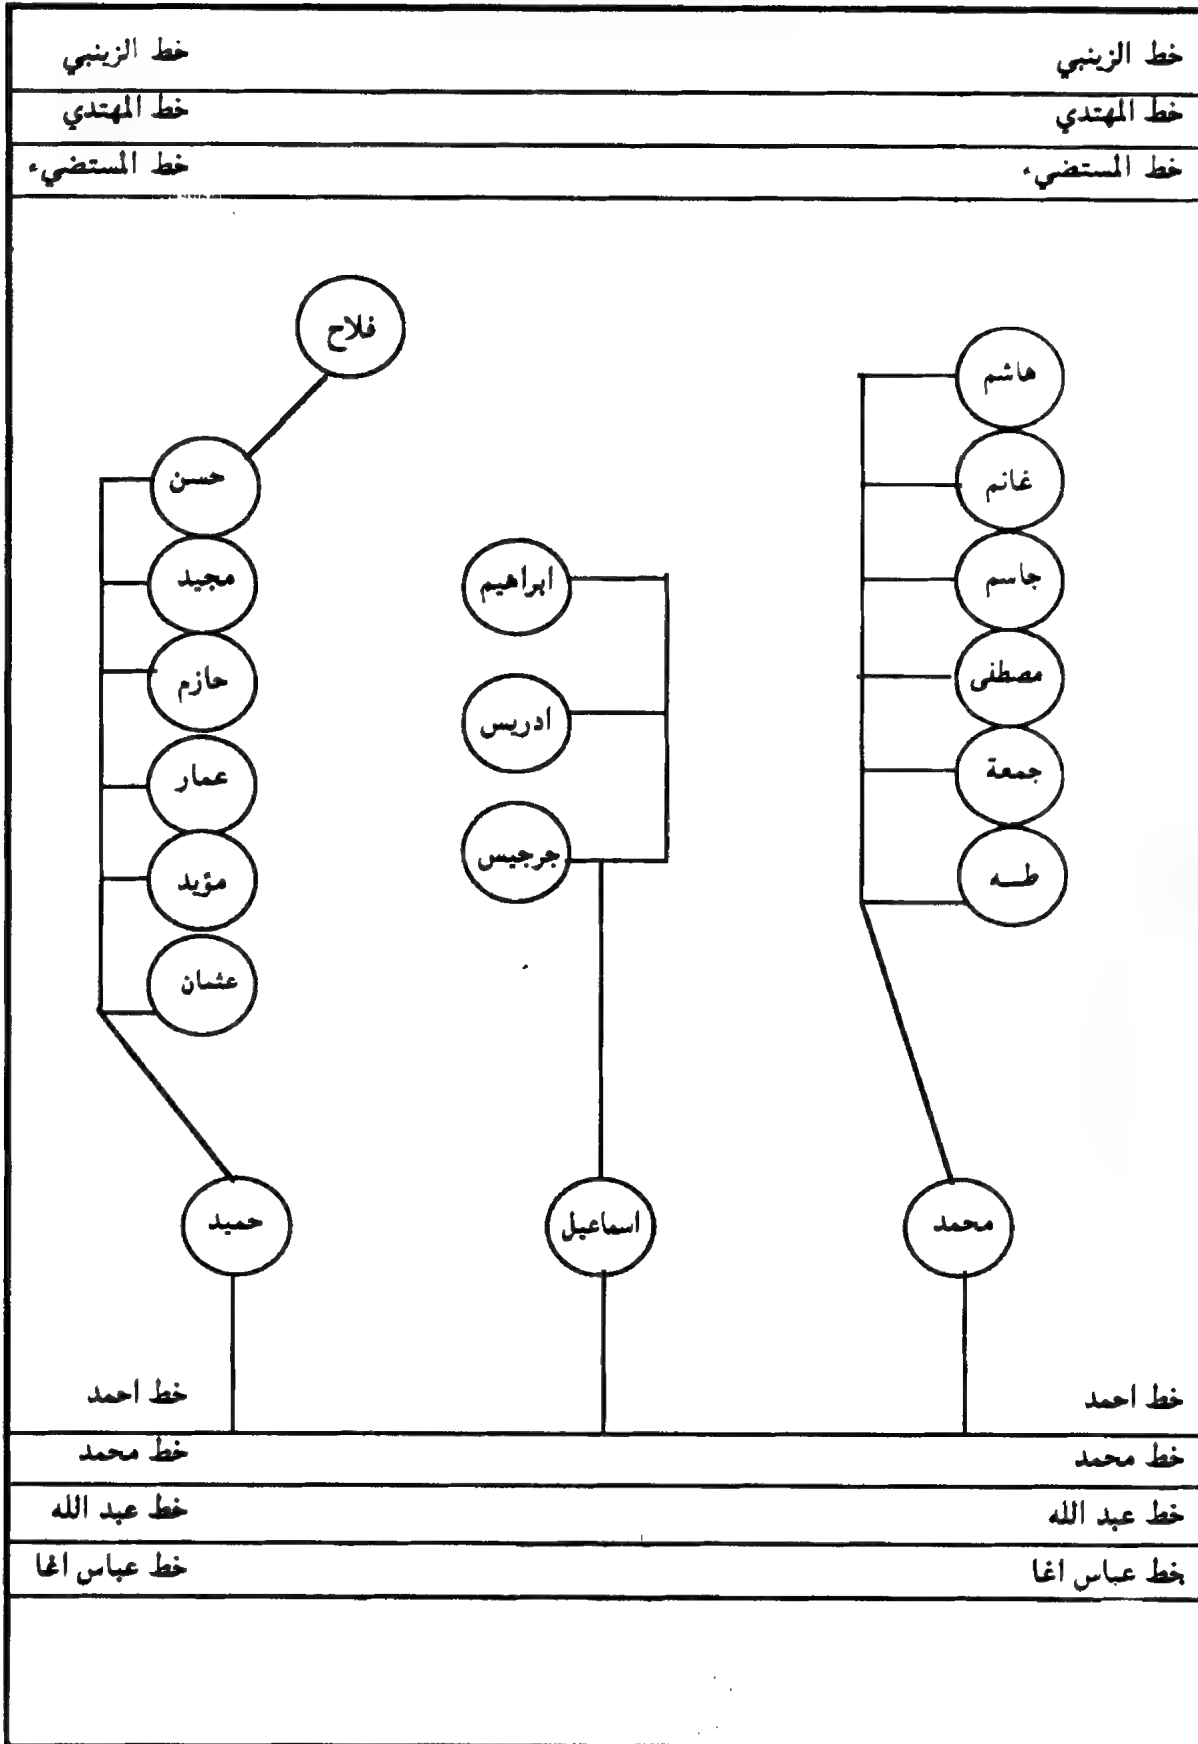 خط الزينبي خط الزينبي
خط المهتدي خط المهتدي
خط المستضيء خط المستضيء
هاشم
غانم
جاسم
مصطفى
جمعة
طـه
محمد
ابراهيم
ادريس
جرجيس
اسماعيل
فلاح
حسن
مجيد
حازم
عمار
مؤيد
عثمان
حميد
خط احمد خط احمد
خط محمد خط محمد
خط عبد الله خط عبد الله
خط عباس اغا خط عباس اغا